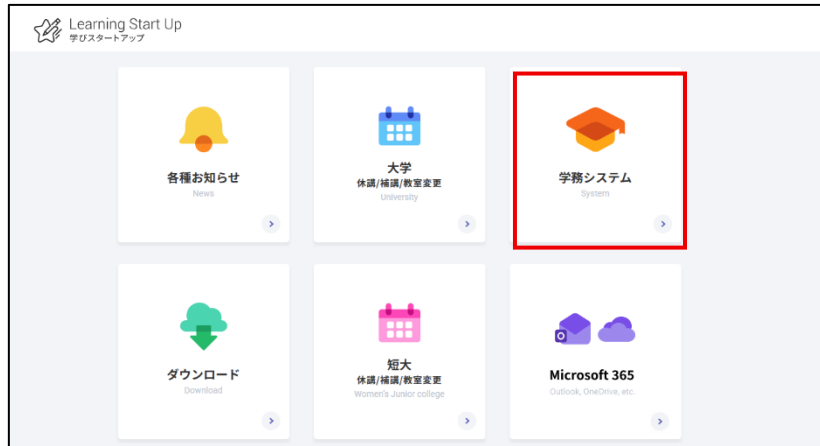 Learning Start Up
学びスタートアップ
各種お知らせ
News
大学
休講/補講/教室変更
University
学務システム
System
ダウンロード
Download
短大
休講/補講/教室変更
Women's Junior college
Microsoft 365
Outlook, OneDrive, etc.